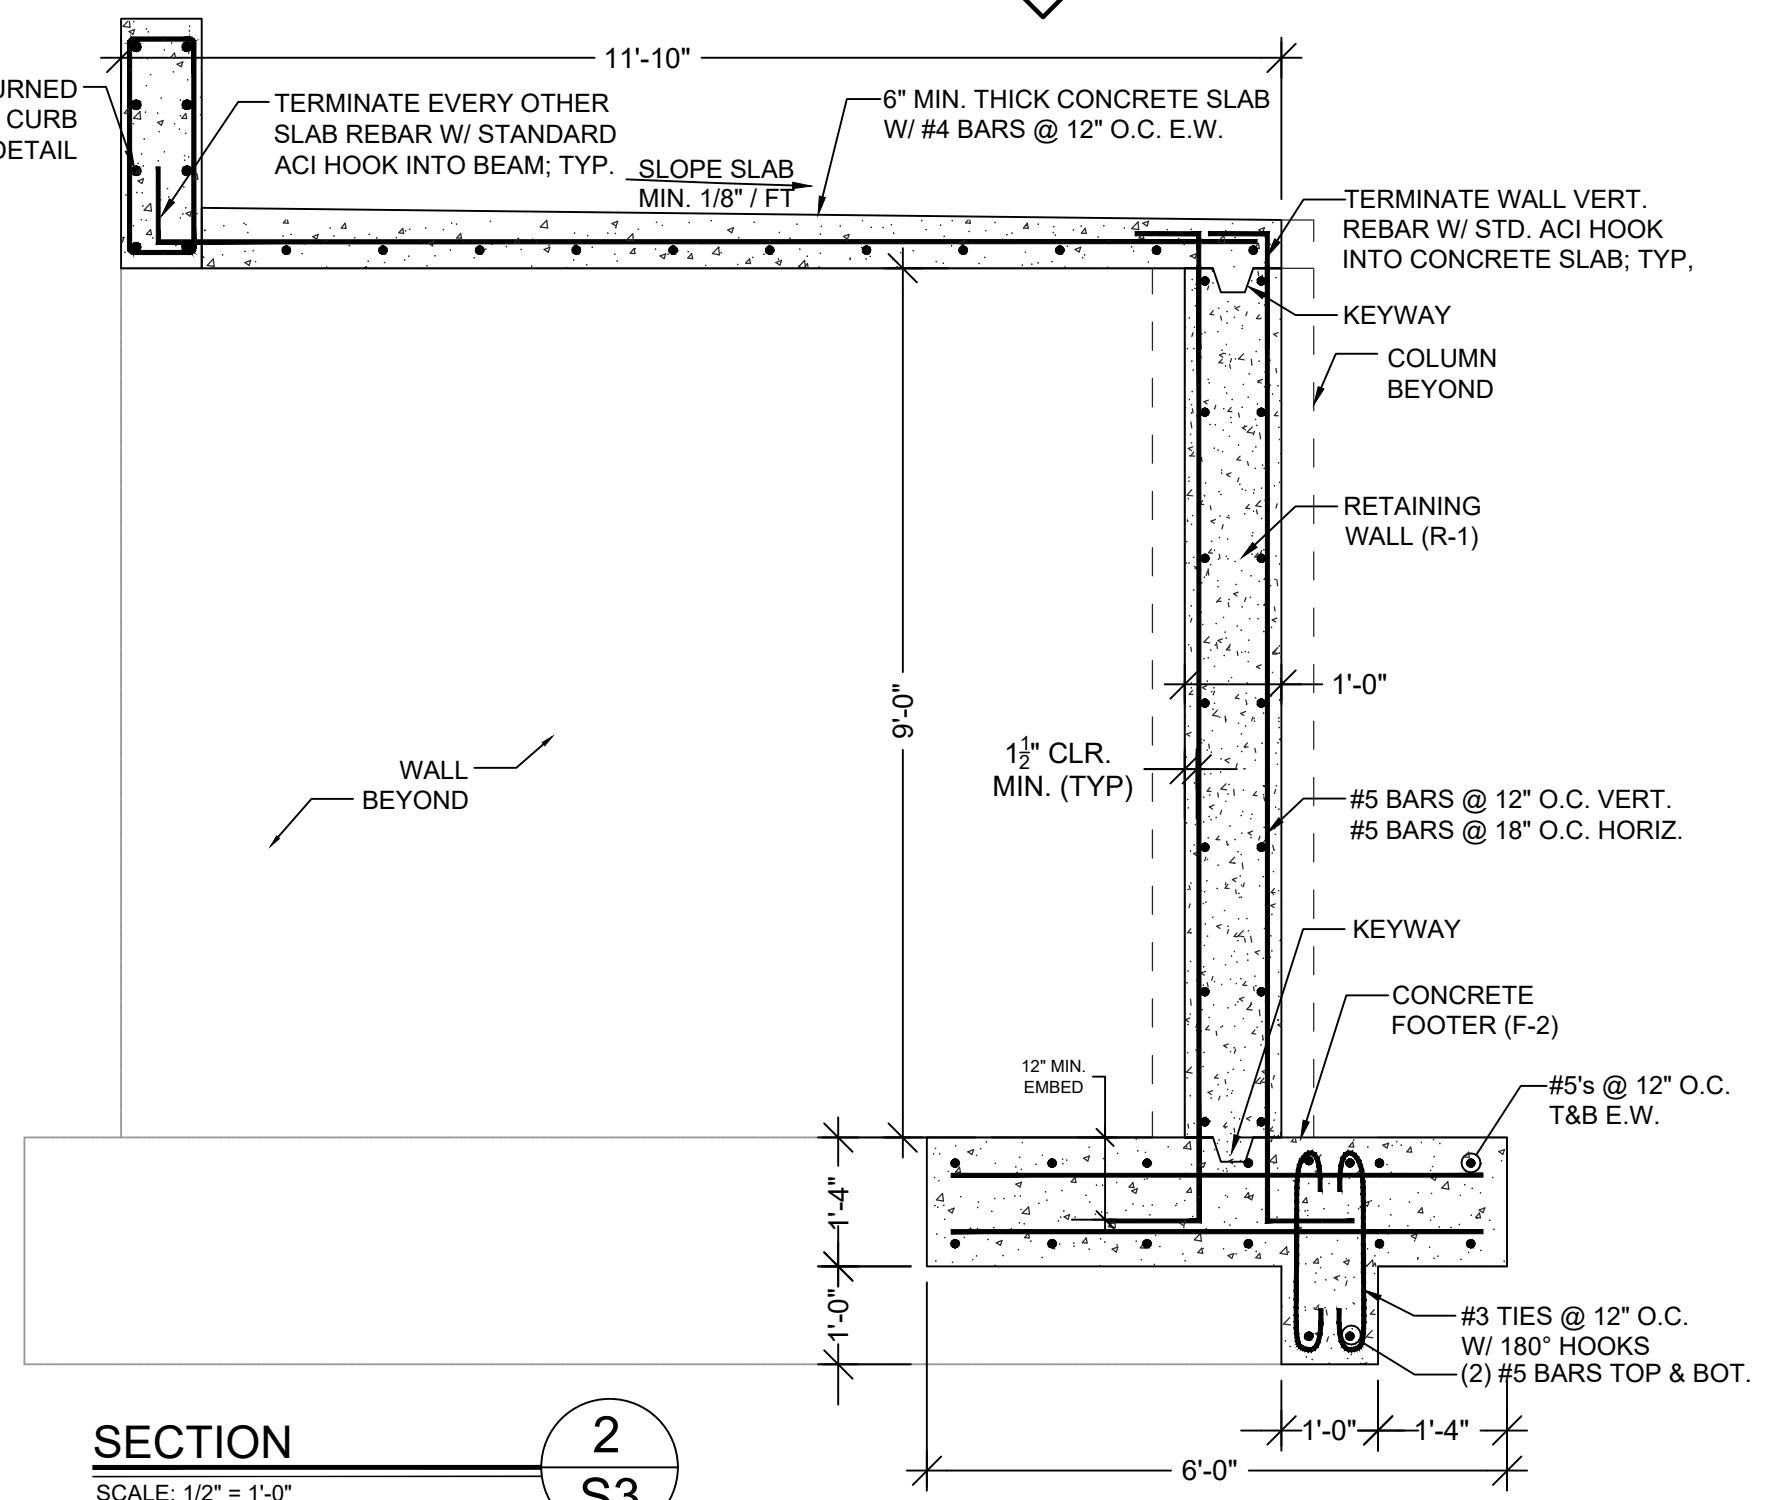 11'-10"
URNED
CURB
DETAIL
TERMINATE EVERY OTHER
SLAB REBAR W/ STANDARD
ACI HOOK INTO BEAM; TYP.
SLOPE SLAB
MIN. 1/8" / FT
6" MIN. THICK CONCRETE SLAB
W/ #4 BARS @ 12" O.C. E.W.
TERMINATE WALL VERT.
REBAR W/ STD. ACI HOOK
INTO CONCRETE SLAB; TYP,
KEYWAY
COLUMN
BEYOND
RETAINING
WALL (R-1)
1'-0"
9'-0"
1½" CLR.
MIN. (TYP)
WALL
BEYOND
#5 BARS @ 12" O.C. VERT.
#5 BARS @ 18" O.C. HORIZ.
KEYWAY
CONCRETE
FOOTER (F-2)
12" MIN.
EMBED
#5's @ 12" O.C.
T&B E.W.
1'-4"
1'-0"
#3 TIES @ 12" O.C.
W/ 180° HOOKS
(2) #5 BARS TOP & BOT.
1'-0"
1'-4"
6'-0"
SECTION
SCALE: 1/2" = 1'-0"
2
S3